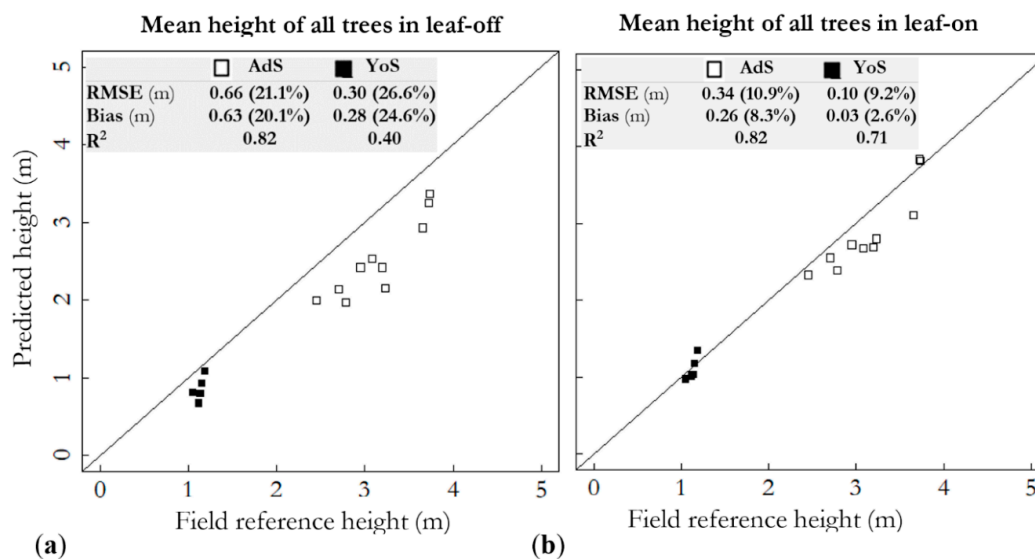 Mean height of all trees in leaf-off
AdS YoS
RMSE (m) 0.66 (21.1%) 0.30 (26.6%)
Bias (m) 0.63 (20.1%) 0.28 (24.6%)
R² 0.82 0.40
Predicted height (m)
5
4
3
2
1
0
0 1 2 3 4 5
Field reference height (m)
(a)
Mean height of all trees in leaf-on
AdS YoS
RMSE (m) 0.34 (10.9%) 0.10 (9.2%)
Bias (m) 0.26 (8.3%) 0.03 (2.6%)
R² 0.82 0.71
0 1 2 3 4 5
Field reference height (m)
(b)